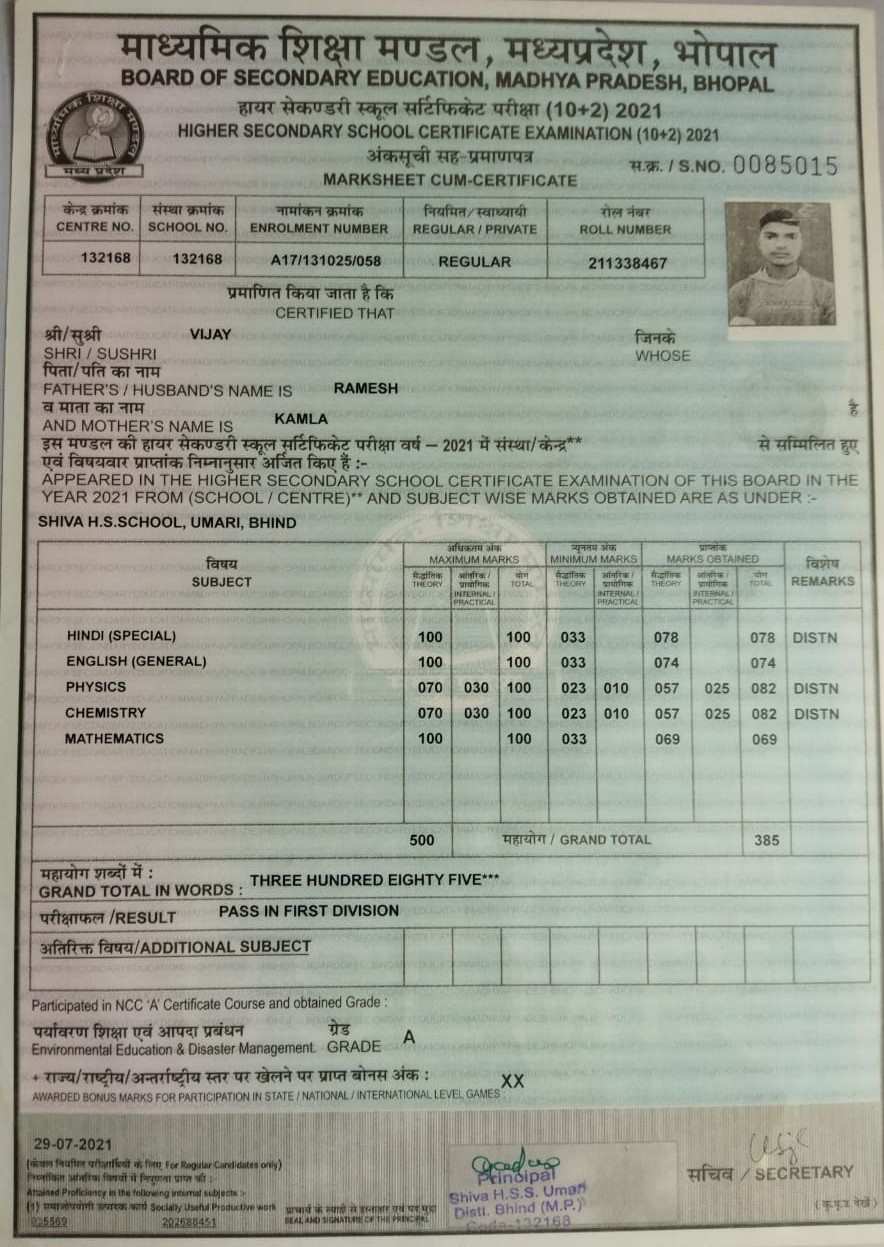 माध्यमिक शिक्षा मण्डल, मध्यप्रदेश, भोपाल
BOARD OF SECONDARY EDUCATION, MADHYA PRADESH, BHOPAL
हायर सेकण्डरी स्कूल सर्टिफिकेट परीक्षा (10+2) 2021
HIGHER SECONDARY SCHOOL CERTIFICATE EXAMINATION (10+2) 2021
अंकसूची सह-प्रमाणपत्र
MARKSHEET CUM-CERTIFICATE
स.क्र. / S.NO. 0085015
माध्यमिक शिक्षा मण्डल
मध्य प्रदेश
केन्द्र क्रमांक संस्था क्रमांक नामांकन क्रमांक नियमित/स्वाध्यायी रोल नंबर
CENTRE NO. SCHOOL NO. ENROLMENT NUMBER REGULAR / PRIVATE ROLL NUMBER
132168 132168 A17/131025/058 REGULAR 211338467
प्रमाणित किया जाता है कि
CERTIFIED THAT
श्री/सुश्री VIJAY जिनके
SHRI / SUSHRI WHOSE
पिता/पति का नाम
FATHER'S / HUSBAND'S NAME IS RAMESH
व माता का नाम है
AND MOTHER'S NAME IS KAMLA
इस मण्डल की हायर सेकण्डरी स्कूल सर्टिफिकेट परीक्षा वर्ष – 2021 में संस्था/केन्द्र** से सम्मिलित हुए
एवं विषयवार प्राप्तांक निम्नानुसार अर्जित किए हैं :-
APPEARED IN THE HIGHER SECONDARY SCHOOL CERTIFICATE EXAMINATION OF THIS BOARD IN THE
YEAR 2021 FROM (SCHOOL / CENTRE)** AND SUBJECT WISE MARKS OBTAINED ARE AS UNDER :-
SHIVA H.S.SCHOOL, UMARI, BHIND
विषय अधिकतम अंक न्यूनतम अंक प्राप्तांक विशेष
SUBJECT MAXIMUM MARKS MINIMUM MARKS MARKS OBTAINED REMARKS
सैद्धांतिक आंतरिक / प्रायोगिक योग सैद्धांतिक आंतरिक / प्रायोगिक सैद्धांतिक आंतरिक / प्रायोगिक योग
THEORY INTERNAL / PRACTICAL TOTAL THEORY INTERNAL / PRACTICAL THEORY INTERNAL / PRACTICAL TOTAL
HINDI (SPECIAL) 100 100 033 078 078 DISTN
ENGLISH (GENERAL) 100 100 033 074 074
PHYSICS 070 030 100 023 010 057 025 082 DISTN
CHEMISTRY 070 030 100 023 010 057 025 082 DISTN
MATHEMATICS 100 100 033 069 069
500 महायोग / GRAND TOTAL 385
महायोग शब्दों में :
GRAND TOTAL IN WORDS : THREE HUNDRED EIGHTY FIVE***
परीक्षाफल /RESULT PASS IN FIRST DIVISION
अतिरिक्त विषय/ADDITIONAL SUBJECT
Participated in NCC 'A' Certificate Course and obtained Grade :
पर्यावरण शिक्षा एवं आपदा प्रबंधन ग्रेड
Environmental Education & Disaster Management. GRADE A
+ राज्य/राष्ट्रीय/अन्तर्राष्ट्रीय स्तर पर खेलने पर प्राप्त बोनस अंक : XX
AWARDED BONUS MARKS FOR PARTICIPATION IN STATE / NATIONAL / INTERNATIONAL LEVEL GAMES :
29-07-2021
(केवल नियमित परीक्षार्थियों के लिए For Regular Candidates only)
निम्नांकित आंतरिक विषयों में निपुणता प्राप्त की :
Attained Proficiency in the following internal subjects :-
(1) समाजोपयोगी उत्पादक कार्य Socially Useful Productive work
025569 202688451
प्राचार्य के स्याही से हस्ताक्षर एवं पद मुद्रा
SEAL AND SIGNATURE OF THE PRINCIPAL
Principal
Shiva H.S.S. Umari
Distt. Bhind (M.P.)
Code-132168
सचिव / SECRETARY
(कृ.पृ.उ. देखें)